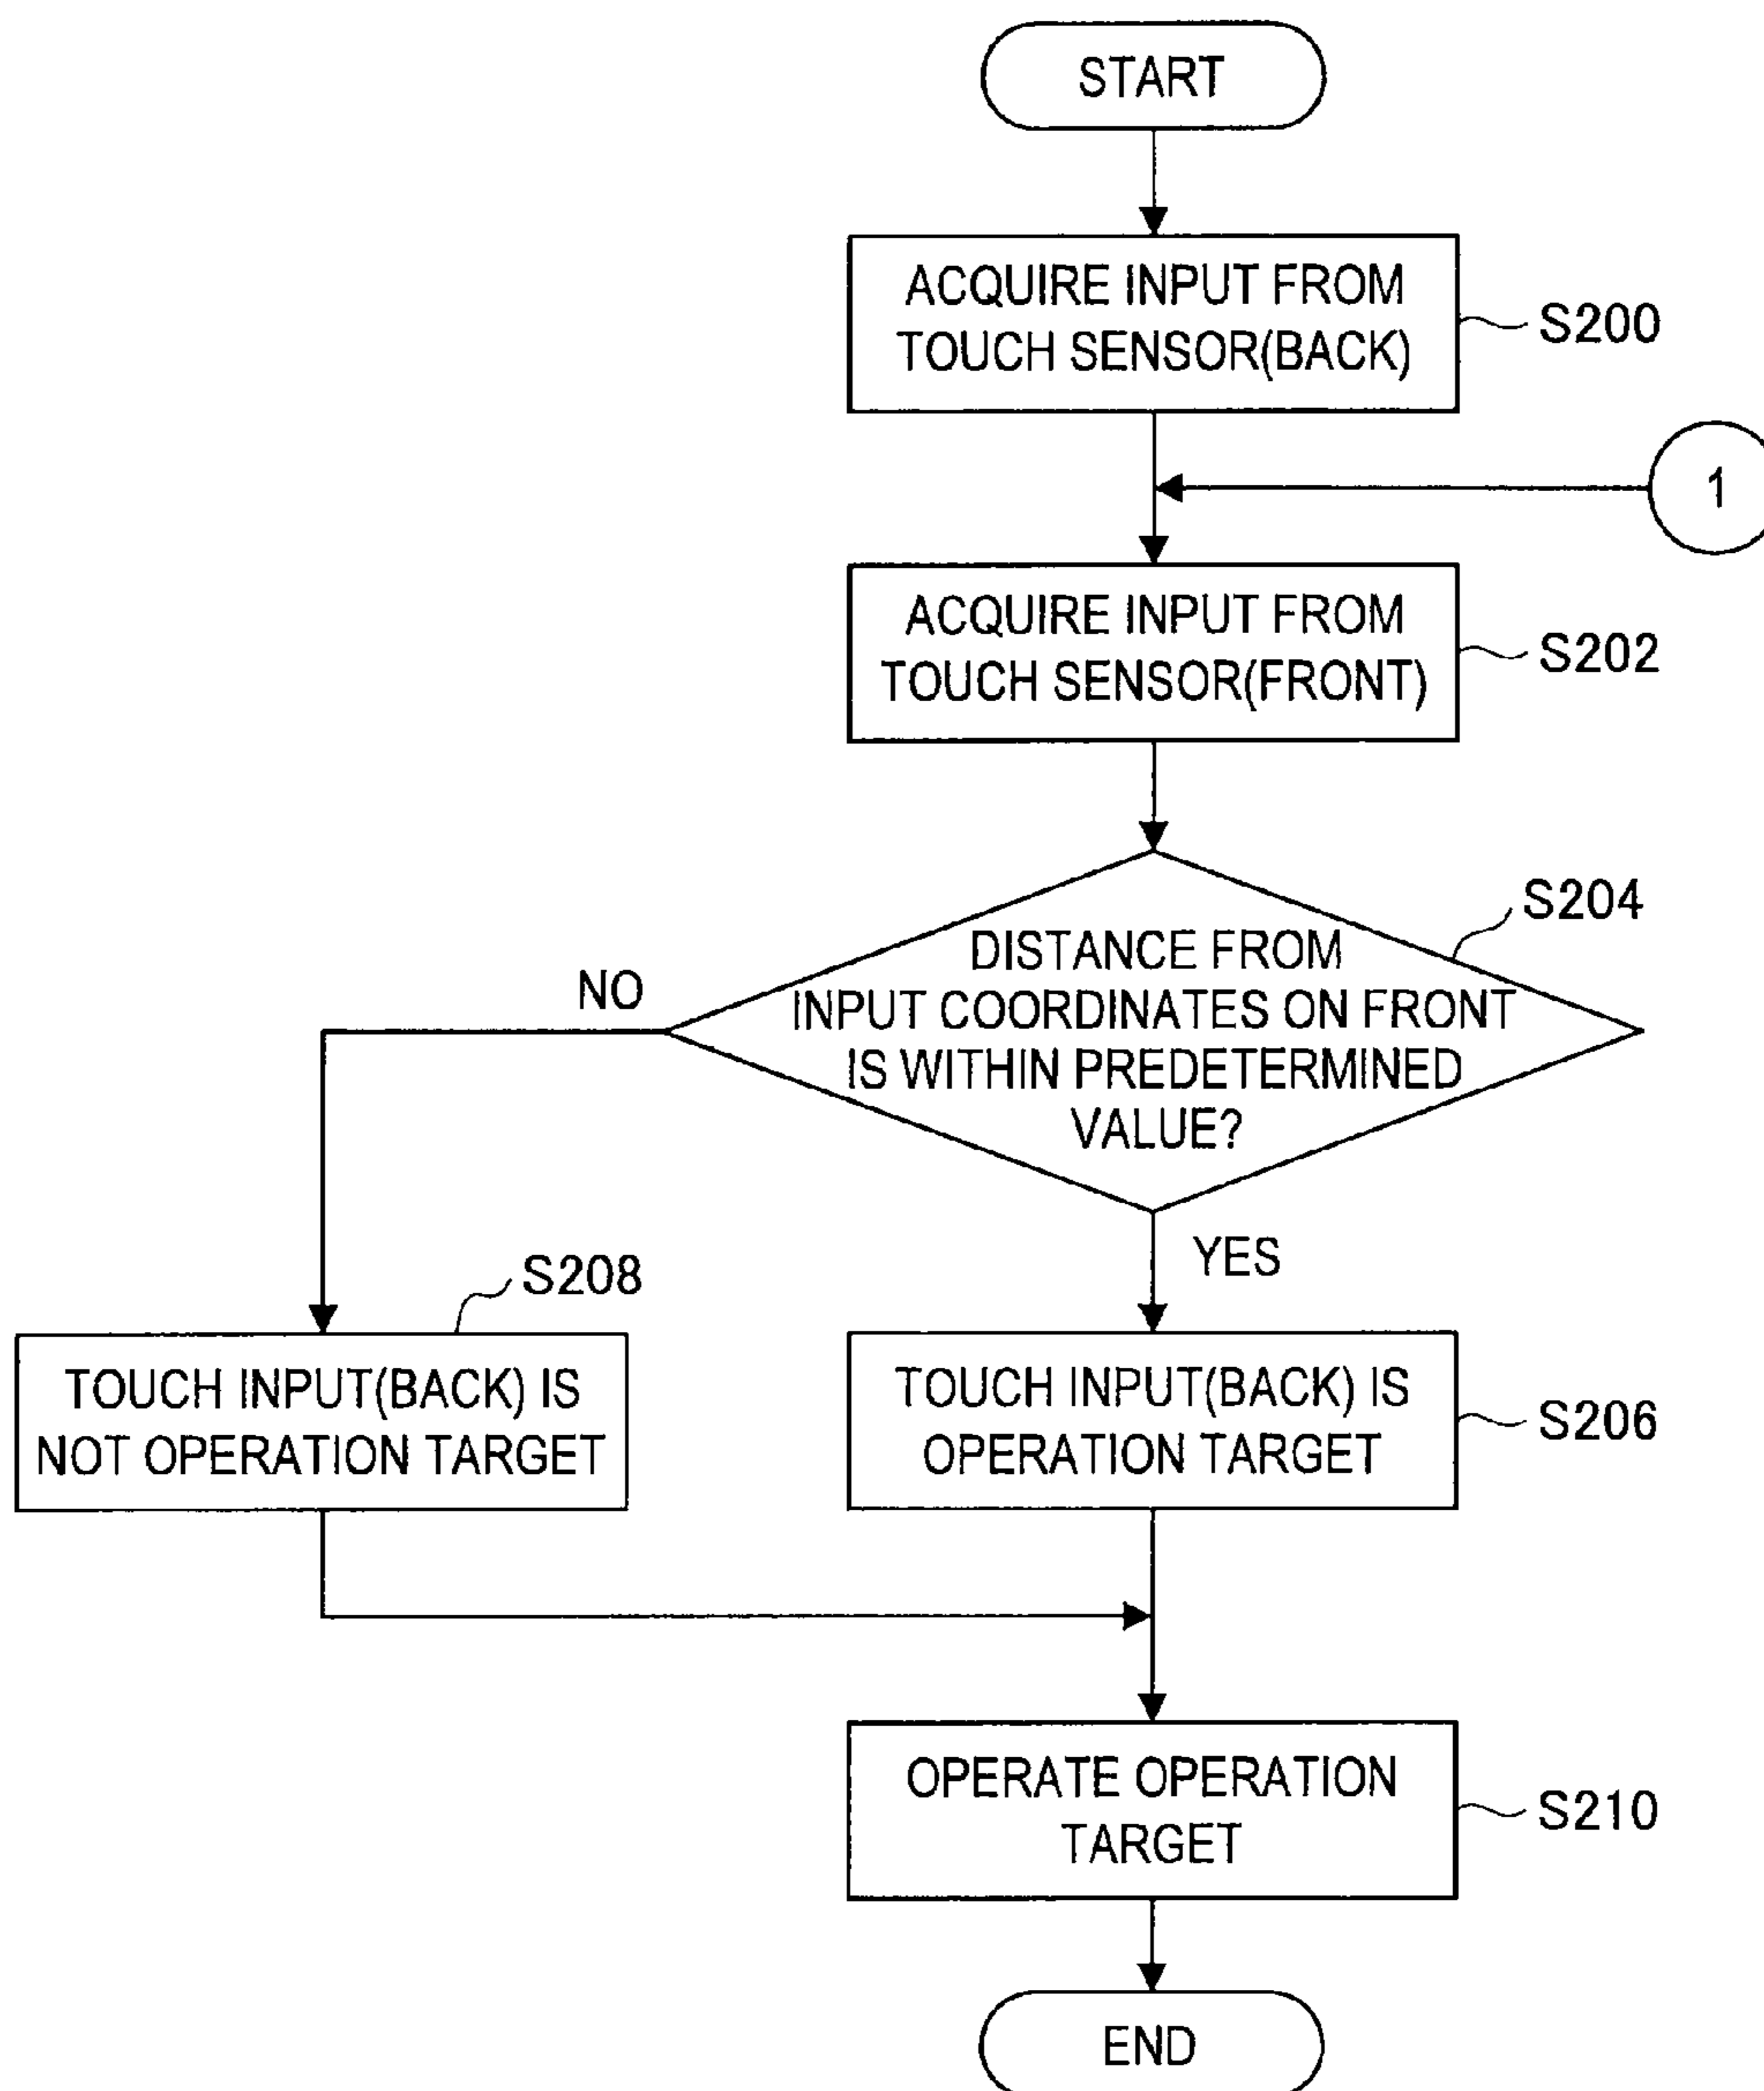 START
ACQUIRE INPUT FROM
TOUCH SENSOR(BACK)
S200
1
ACQUIRE INPUT FROM
TOUCH SENSOR(FRONT)
S202
S204
DISTANCE FROM
INPUT COORDINATES ON FRONT
IS WITHIN PREDETERMINED
VALUE?
NO
YES
S208
TOUCH INPUT(BACK) IS
NOT OPERATION TARGET
TOUCH INPUT(BACK) IS
OPERATION TARGET
S206
OPERATE OPERATION
TARGET
S210
END